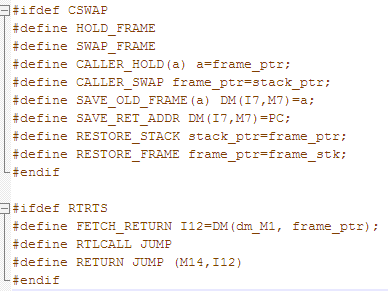 #ifdef CSWAP
#define HOLD_FRAME
#define SWAP_FRAME
#define CALLER_HOLD(a) a=frame_ptr;
#define CALLER_SWAP frame_ptr=stack_ptr;
#define SAVE_OLD_FRAME(a) DM(I7,M7)=a;
#define SAVE_RET_ADDR DM(I7,M7)=PC;
#define RESTORE_STACK stack_ptr=frame_ptr;
#define RESTORE_FRAME frame_ptr=frame_stk;
#endif

#ifdef RTRTS
#define FETCH_RETURN I12=DM(dm_M1, frame_ptr);
#define RTLCALL JUMP
#define RETURN JUMP (M14,I12)
#endif